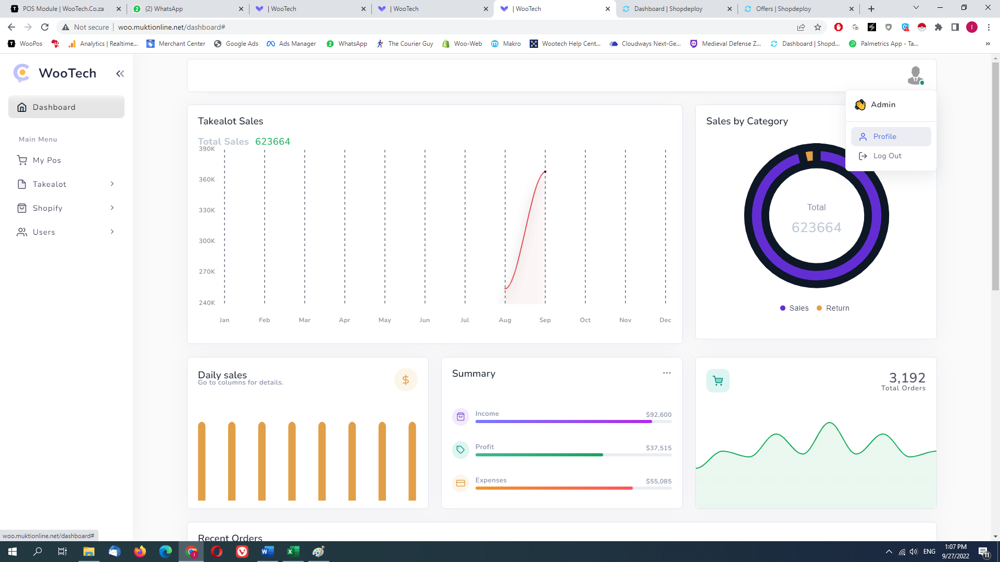 POS Module | WooTech.Co.za
(2) WhatsApp
| WooTech
| WooTech
| WooTech
Dashboard | Shopdeploy
Offers | Shopdeploy
Not secure
woo.muktionline.net/dashboard#
WooPos
Analytics | Realtime...
Merchant Center
Google Ads
Ads Manager
WhatsApp
The Courier Guy
Woo-Web
Makro
Wootech Help Cent...
Cloudways Next-Ge...
Medieval Defense Z...
Dashboard | Shopd...
Palmetrics App - Ta...
WooTech
Dashboard
Main Menu
My Pos
Takealot
Shopify
Users
Admin
Profile
Log Out
Takealot Sales
Total Sales 623664
390K
360K
330K
300K
270K
240K
Jan Feb Mar Apr May Jun Jul Aug Sep Oct Nov Dec
Sales by Category
Total
623664
Sales Return
Daily sales
Go to columns for details.
$
Summary
Income $92,600
Profit $37,515
Expenses $55,085
3,192
Total Orders
Recent Orders
woo.muktionline.net/dashboard#
ENG
1:07 PM
9/27/2022
11